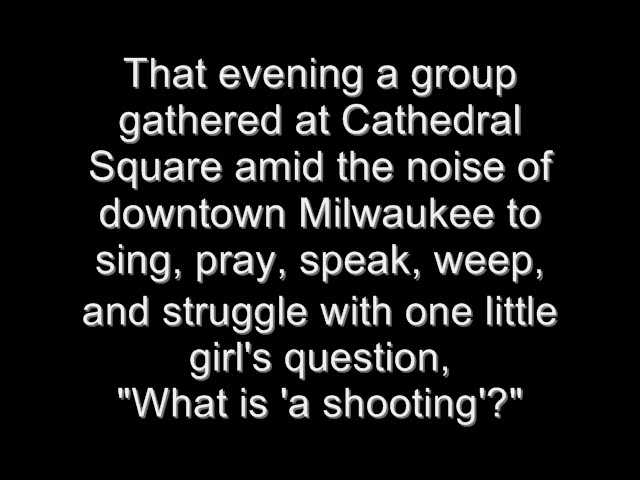 That evening a group
gathered at Cathedral
Square amid the noise of
downtown Milwaukee to
sing, pray, speak, weep,
and struggle with one little
girl's question,
"What is 'a shooting'?"